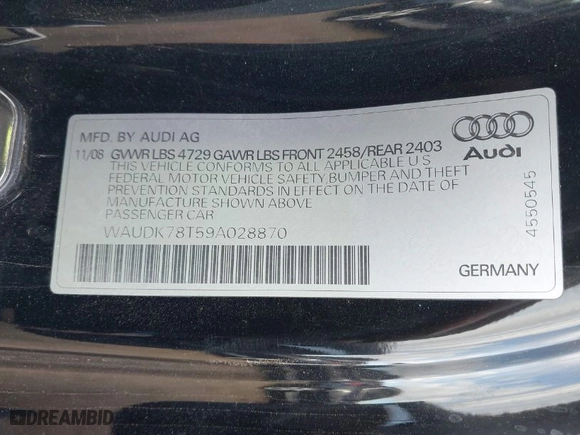 MFD. BY AUDI AG
11/08 GVWR LBS 4729 GAWR LBS FRONT 2458/REAR 2403
THIS VEHICLE CONFORMS TO ALL APPLICABLE U S
FEDERAL MOTOR VEHICLE SAFETY BUMPER AND THEFT
PREVENTION STANDARDS IN EFFECT ON THE DATE OF
MANUFACTURE SHOWN ABOVE
PASSENGER CAR
WAUDK78T59A028870
Audi
4550545
GERMANY
DREAMBID